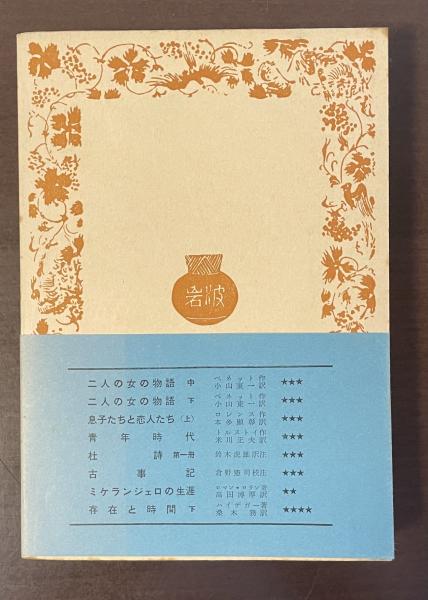 岩波
二人の女の物語 中 ベネット作 小山東一訳 ★★★
二人の女の物語 下 ベネット作 小山東一訳 ★★★
息子たちと恋人たち(上) ロレンス作 本多顕彰訳 ★★★
青年時代 トルストイ作 米川正夫訳 ★★★
杜詩 第一冊 鈴木虎雄訳注 ★★★
古事記 倉野憲司校注 ★★★
ミケランジェロの生涯 ロマン・ロラン著 高田博厚訳 ★★
存在と時間 下 ハイデガー著 桑木務訳 ★★★★